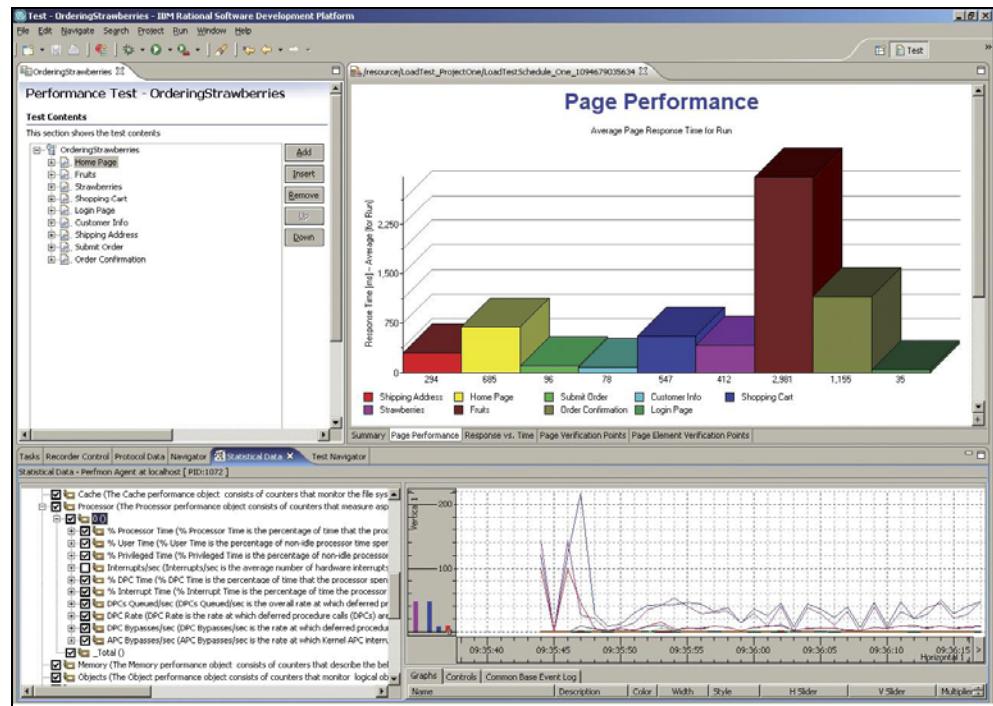 Test - OrderingStrawberries - IBM Rational Software Development Platform
File Edit Navigate Search Project Run Window Help
Test
OrderingStrawberries
Performance Test - OrderingStrawberries
Test Contents
This section shows the test contents
OrderingStrawberries
Home Page
Fruits
Strawberries
Shopping Cart
Login Page
Customer Info
Shipping Address
Submit Order
Order Confirmation
Add
Insert
Remove
Up
Down
/resource/LoadTest_ProjectOne/LoadTestSchedule_One_1094679035634
Page Performance
Average Page Response Time for Run
Response Time [ms] -- Average [for Run]
2,250
1,500
750
0
294 685 96 78 547 412 2,981 1,155 35
Shipping Address Home Page Submit Order Customer Info Shopping Cart
Strawberries Fruits Order Confirmation Login Page
Summary Page Performance Response vs. Time Page Verification Points Page Element Verification Points
Tasks Recorder Control Protocol Data Navigator Statistical Data Test Navigator
Statistical Data - Perfmon Agent at localhost [ PID:1072 ]
Cache (The Cache performance object consists of counters that monitor the file sys
Processor (The Processor performance object consists of counters that measure asp
0 ()
% Processor Time (% Processor Time is the percentage of time that the proc
% User Time (% User Time is the percentage of non-idle processor time sper
% Privileged Time (% Privileged Time is the percentage of non-idle processor
Interrupts/sec (Interrupts/sec is the average number of hardware interrupts
% DPC Time (% DPC Time is the percentage of time that the processor spen
% Interrupt Time (% Interrupt Time is the percentage of time the processor
DPCs Queued/sec (DPCs Queued/sec is the overall rate at which deferred pr
DPC Rate (DPC Rate is the rate at which deferred procedure calls (DPCs) are
DPC Bypasses/sec (DPC Bypasses/sec is the rate at which deferred procedu
APC Bypasses/sec (APC Bypasses/sec is the rate at which Kernel APC interru
_Total ()
Memory (The Memory performance object consists of counters that describe the bel
Objects (The Object performance object consists of counters that monitor logical ob
Vertical 1
200
100
0
09:35:40 09:35:45 09:35:50 09:35:55 09:36:00 09:36:05 09:36:10 09:36:15
Horizontal 1
Graphs Controls Common Base Event Log
Name Description Color Width Style H Slider V Slider Multiplier